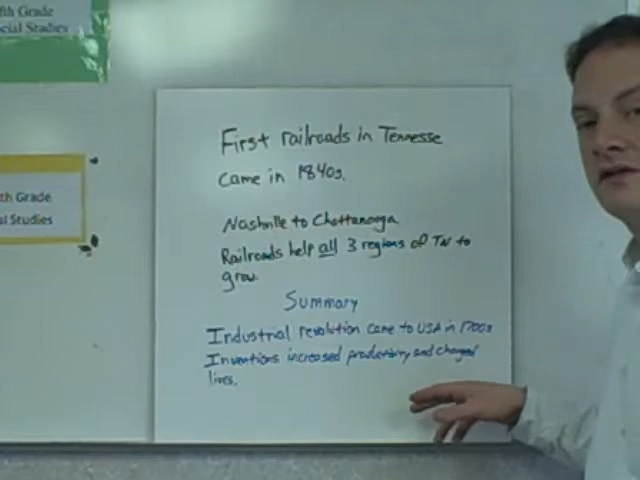 fth Grade
cial Studies
First railroads in Tennesse
came in 1840s.
th Grade
al Studies
Nashville to Chattanooga
Railroads help all 3 regions of TN to
grow.
Summary
Industrial revolution came to USA in 1700s
Inventions increased productivity and changed
lives.